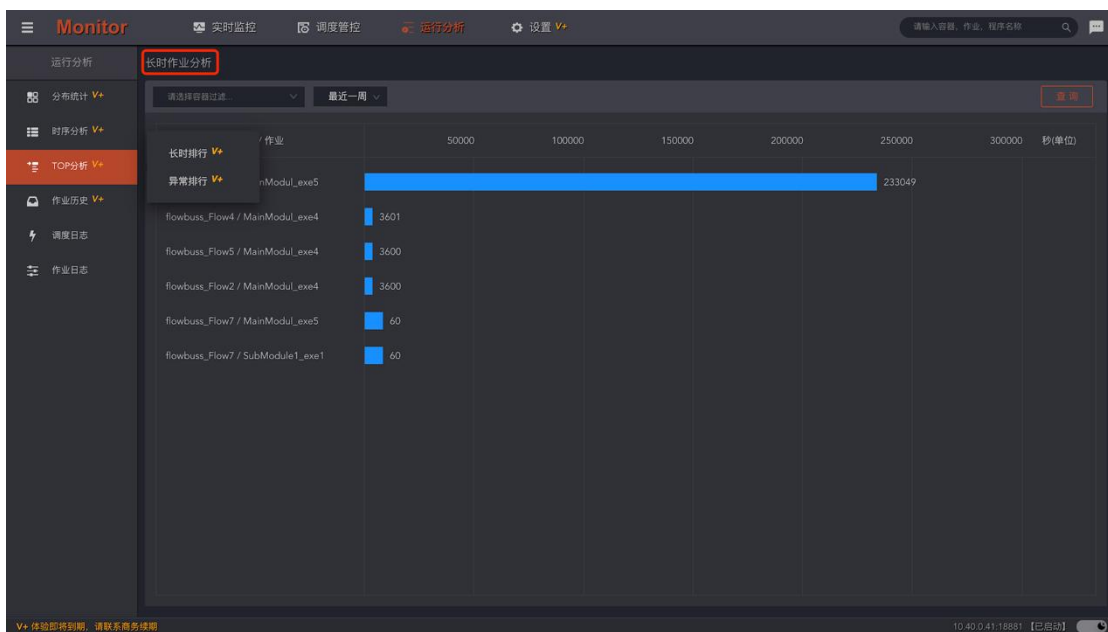 Monitor 实时监控 调度管控 运行分析 设置 V+ 请输入容器、作业、程序名称
运行分析
分布统计 V+
时序分析 V+
TOP分析 V+
作业历史 V+
调度日志
作业日志
长时作业分析
请选择容器过滤... 最近一周 查询
长时排行 V+
异常排行 V+
/ 作业 50000 100000 150000 200000 250000 300000 秒(单位)
nModul_exe5 233049
flowbuss_Flow4 / MainModul_exe4 3601
flowbuss_Flow5 / MainModul_exe4 3600
flowbuss_Flow2 / MainModul_exe4 3600
flowbuss_Flow7 / MainModul_exe5 60
flowbuss_Flow7 / SubModule1_exe1 60
V+ 体验即将到期，请联系商务续期 10.40.0.41:18881 【已启动】